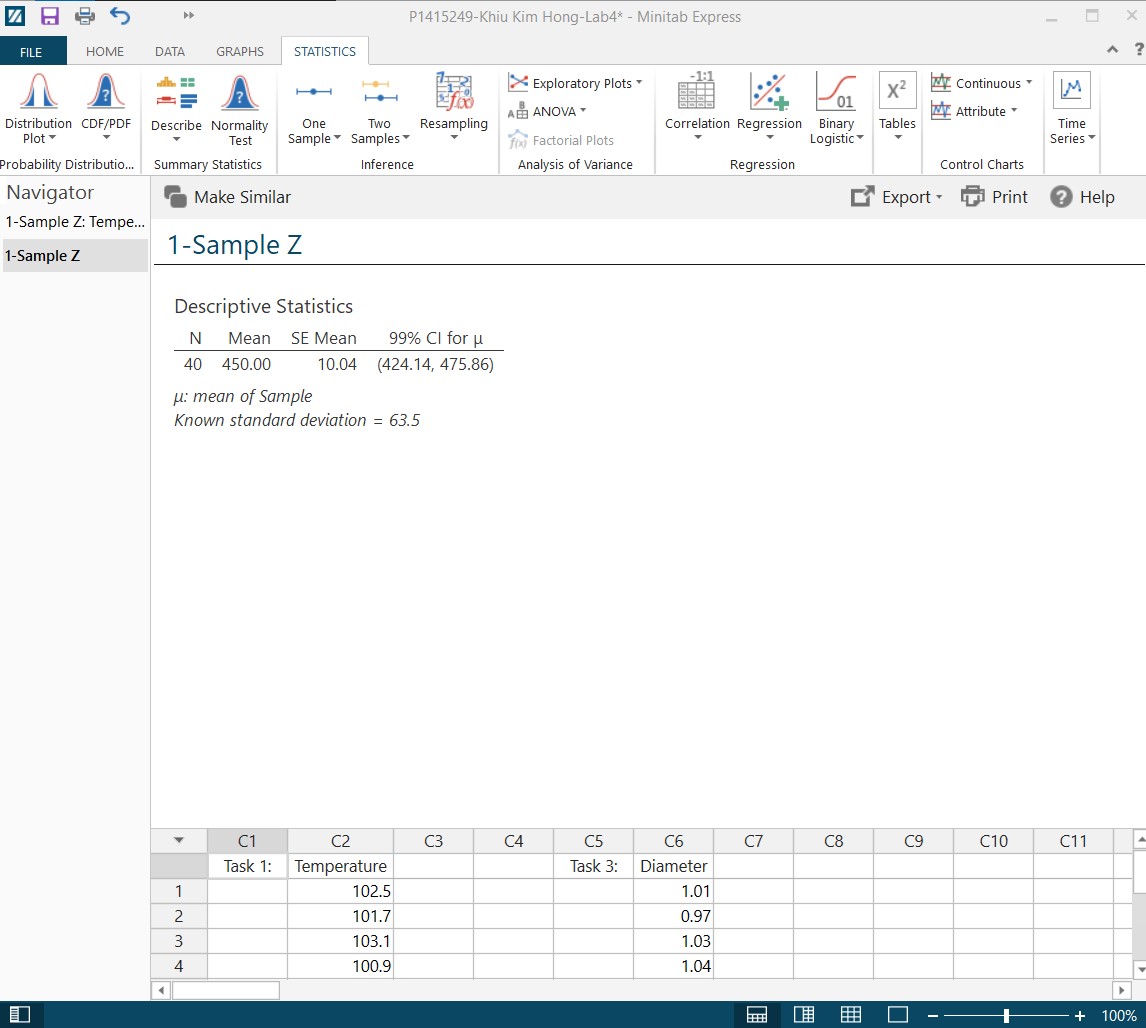 P1415249-Khiu Kim Hong-Lab4* - Minitab Express
FILE HOME DATA GRAPHS STATISTICS ?
Distribution Plot
CDF/PDF
Probability Distributio...
Describe
Normality Test
Summary Statistics
One Sample
Two Samples
Resampling
Inference
Exploratory Plots
ANOVA
Factorial Plots
Analysis of Variance
-1:1
Correlation
Regression
01
Binary Logistic
Regression
X²
Tables
Continuous
Attribute
Control Charts
Time Series
Navigator
1-Sample Z: Tempe...
1-Sample Z
Make Similar
Export Print ? Help
1-Sample Z
Descriptive Statistics
N Mean SE Mean 99% CI for μ
40 450.00 10.04 (424.14, 475.86)
μ: mean of Sample
Known standard deviation = 63.5
C1 C2 C3 C4 C5 C6 C7 C8 C9 C10 C11
Task 1: Temperature Task 3: Diameter
1 102.5 1.01
2 101.7 0.97
3 103.1 1.03
4 100.9 1.04
100%